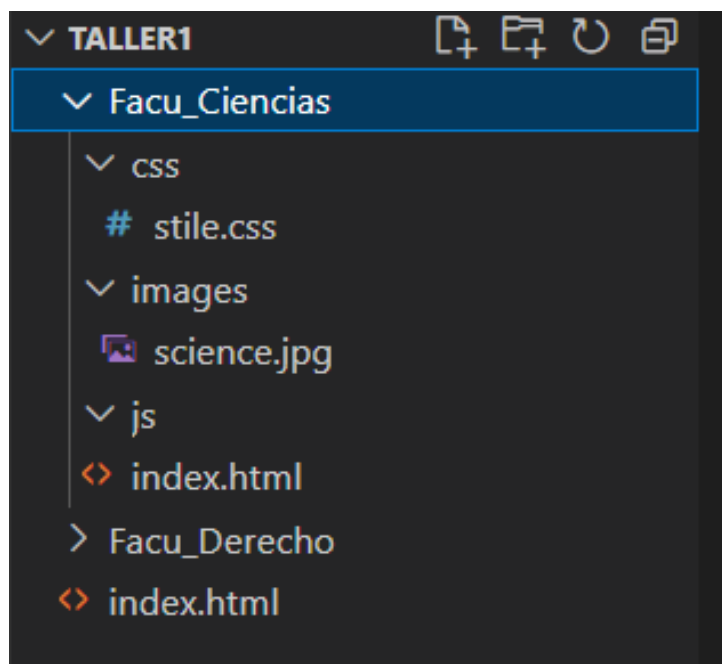 TALLER1
Facu_Ciencias
css
stile.css
images
science.jpg
js
index.html
Facu_Derecho
index.html